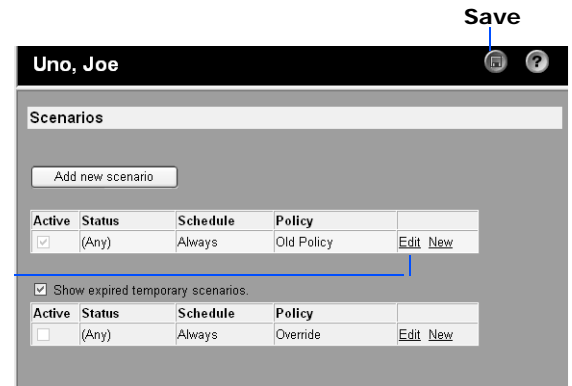 Save
Uno, Joe ?
Scenarios
Add new scenario
Active Status Schedule Policy
(Any) Always Old Policy Edit New
Show expired temporary scenarios.
Active Status Schedule Policy
(Any) Always Override Edit New